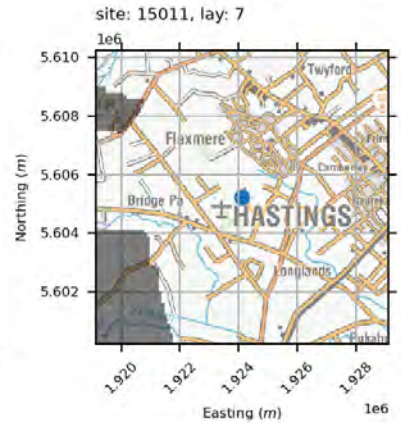 site: 15011, lay: 7
1e6
5.610
5.608
5.606
5.604
5.602
Northing (m)
Twyford
Flaxmere
Camberley
Bridge Pa
HASTINGS
Longlands
1.920
1.922
1.924
1.926
1.928
1e6
Easting (m)